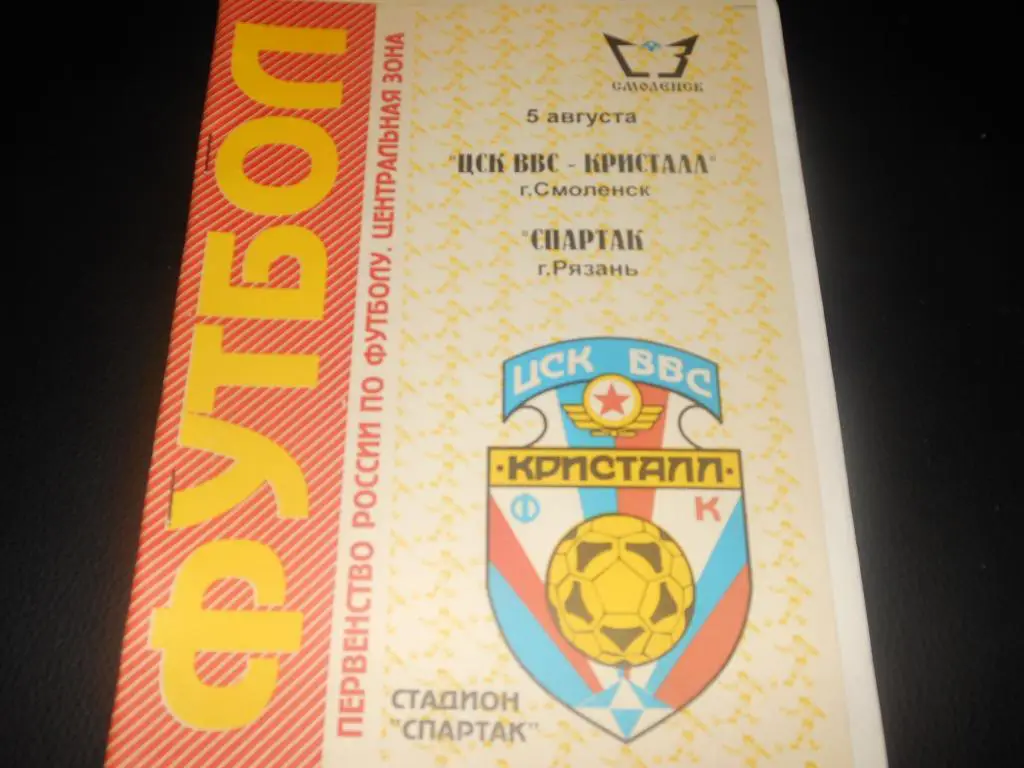 ФУТБОЛ
ПЕРВЕНСТВО РОССИИ ПО ФУТБОЛУ. ЦЕНТРАЛЬНАЯ ЗОНА
СМОЛЕНСК
5 августа
"ЦСК ВВС - КРИСТАЛЛ"
г.Смоленск
"СПАРТАК
г.Рязань
ЦСК ВВС
·КРИСТАЛЛ·
Ф К
СТАДИОН
"СПАРТАК"